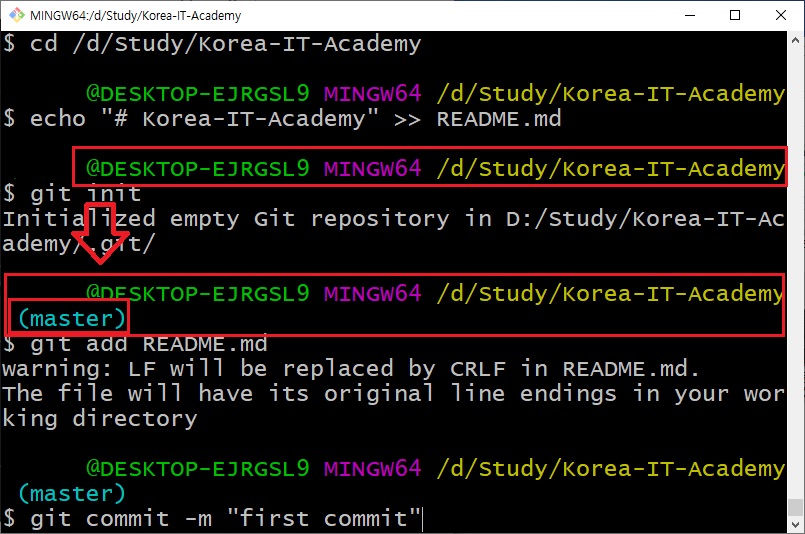 MINGW64:/d/Study/Korea-IT-Academy
$ cd /d/Study/Korea-IT-Academy
@DESKTOP-EJRGSL9 MINGW64 /d/Study/Korea-IT-Academy
$ echo "# Korea-IT-Academy" >> README.md
@DESKTOP-EJRGSL9 MINGW64 /d/Study/Korea-IT-Academy
$ git init
Initialized empty Git repository in D:/Study/Korea-IT-Ac
ademy/.git/
@DESKTOP-EJRGSL9 MINGW64 /d/Study/Korea-IT-Academy
(master)
$ git add README.md
warning: LF will be replaced by CRLF in README.md.
The file will have its original line endings in your wor
king directory
@DESKTOP-EJRGSL9 MINGW64 /d/Study/Korea-IT-Academy
(master)
$ git commit -m "first commit"